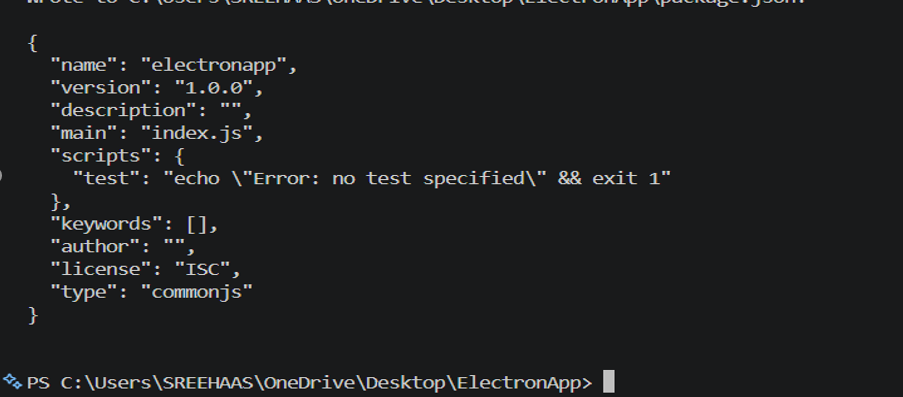 Wrote to C:\Users\SREEHAAS\OneDrive\Desktop\ElectronApp\package.json:
{
  "name": "electronapp",
  "version": "1.0.0",
  "description": "",
  "main": "index.js",
  "scripts": {
    "test": "echo \"Error: no test specified\" && exit 1"
  },
  "keywords": [],
  "author": "",
  "license": "ISC",
  "type": "commonjs"
}
PS C:\Users\SREEHAAS\OneDrive\Desktop\ElectronApp>